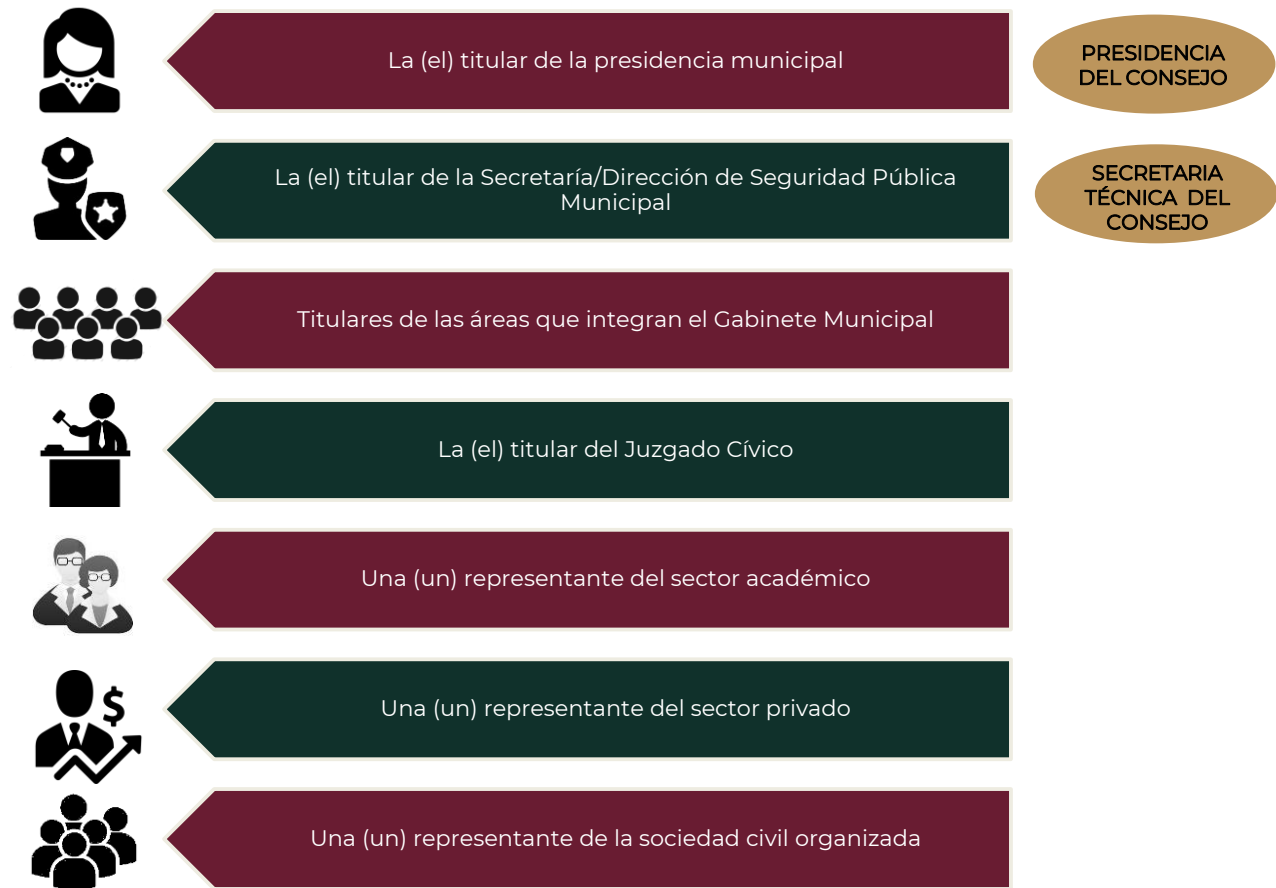 La (el) titular de la presidencia municipal
PRESIDENCIA
DEL CONSEJO
La (el) titular de la Secretaría/Dirección de Seguridad Pública
Municipal
SECRETARIA
TÉCNICA DEL
CONSEJO
Titulares de las áreas que integran el Gabinete Municipal
La (el) titular del Juzgado Cívico
Una (un) representante del sector académico
$
Una (un) representante del sector privado
Una (un) representante de la sociedad civil organizada